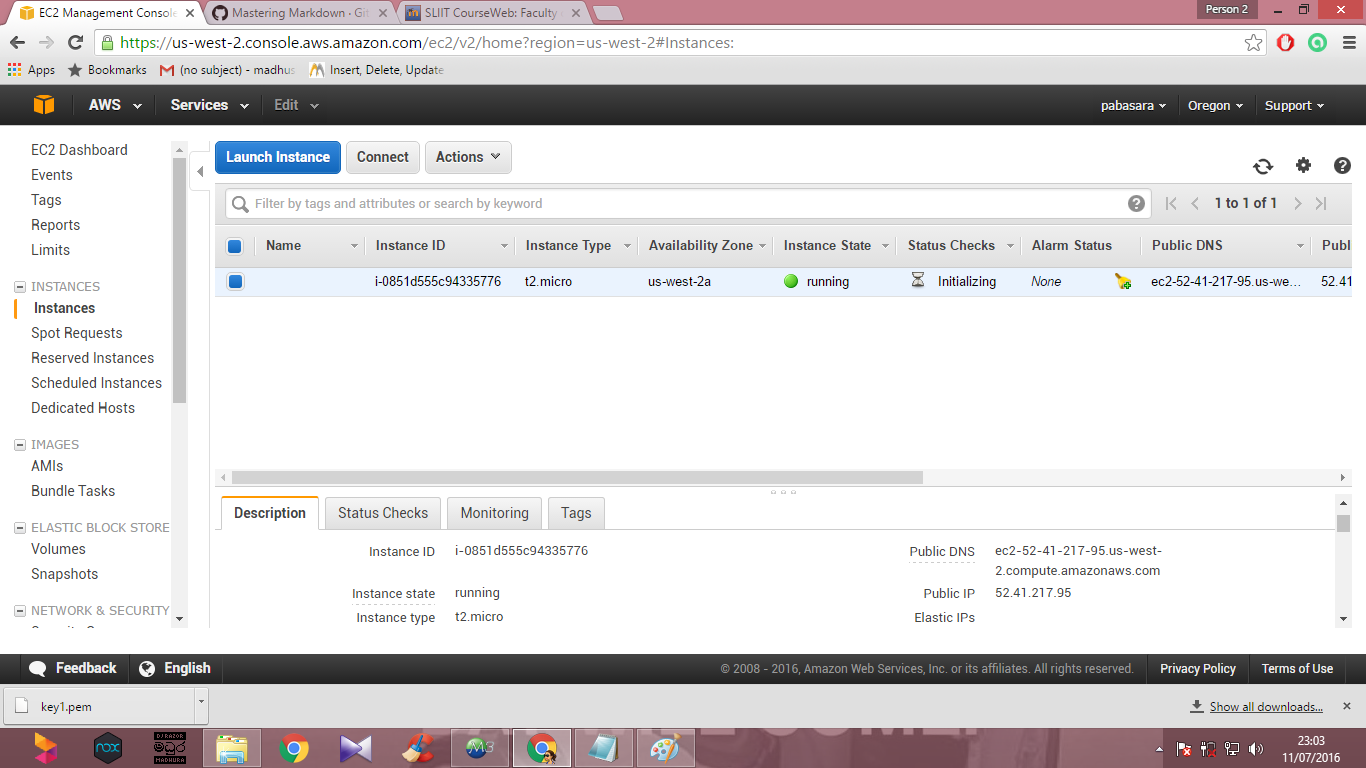 EC2 Management Consol
Mastering Markdown · Git
SLIIT CourseWeb: Faculty
Person 2
https://us-west-2.console.aws.amazon.com/ec2/v2/home?region=us-west-2#Instances:
Apps
Bookmarks
(no subject) - madhus
Insert, Delete, Update
AWS
Services
Edit
pabasara
Oregon
Support
EC2 Dashboard
Events
Tags
Reports
Limits
INSTANCES
Instances
Spot Requests
Reserved Instances
Scheduled Instances
Dedicated Hosts
IMAGES
AMIs
Bundle Tasks
ELASTIC BLOCK STORE
Volumes
Snapshots
NETWORK & SECURITY
Launch Instance
Connect
Actions
Filter by tags and attributes or search by keyword
1 to 1 of 1
Name Instance ID Instance Type Availability Zone Instance State Status Checks Alarm Status Public DNS Publ
i-0851d555c94335776 t2.micro us-west-2a running Initializing None ec2-52-41-217-95.us-we... 52.41
Description
Status Checks
Monitoring
Tags
Instance ID i-0851d555c94335776
Instance state running
Instance type t2.micro
Public DNS ec2-52-41-217-95.us-west-
2.compute.amazonaws.com
Public IP 52.41.217.95
Elastic IPs
Feedback
English
© 2008 - 2016, Amazon Web Services, Inc. or its affiliates. All rights reserved.
Privacy Policy
Terms of Use
key1.pem
Show all downloads...
nox
DJ RAZOR
MADHURA
M3
23:03
11/07/2016